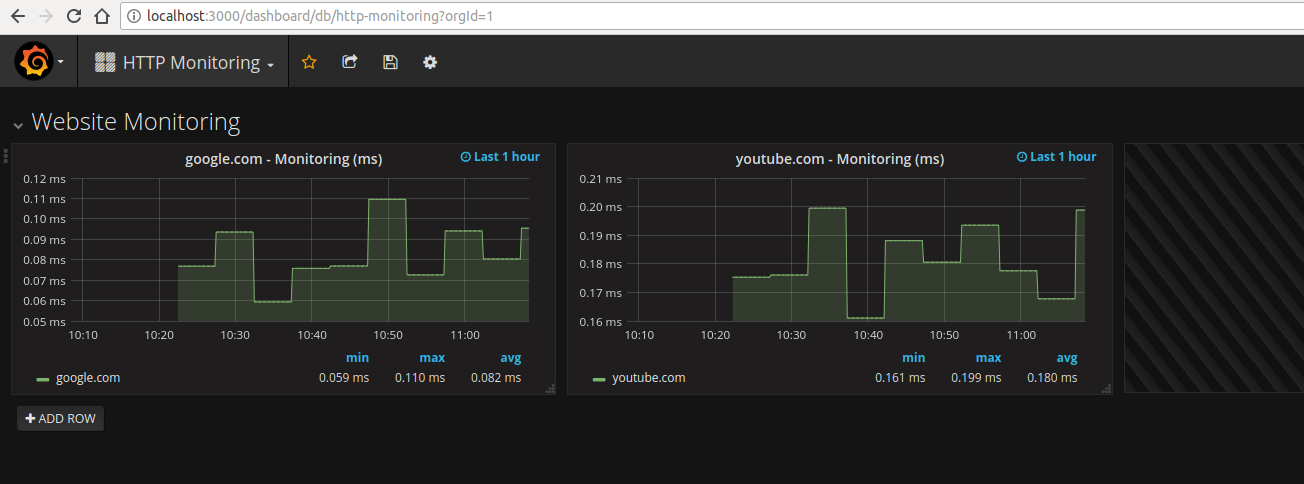 localhost:3000/dashboard/db/http-monitoring?orgId=1
HTTP Monitoring
Website Monitoring
google.com - Monitoring (ms) Last 1 hour
0.12 ms
0.11 ms
0.10 ms
0.09 ms
0.08 ms
0.07 ms
0.06 ms
0.05 ms
10:10 10:20 10:30 10:40 10:50 11:00
min max avg
google.com 0.059 ms 0.110 ms 0.082 ms
youtube.com - Monitoring (ms) Last 1 hour
0.21 ms
0.20 ms
0.19 ms
0.18 ms
0.17 ms
0.16 ms
10:10 10:20 10:30 10:40 10:50 11:00
min max avg
youtube.com 0.161 ms 0.199 ms 0.180 ms
ADD ROW